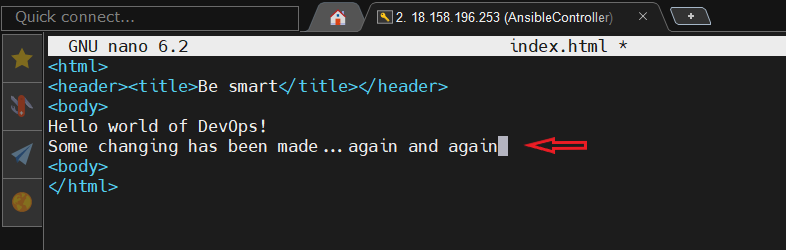 Quick connect...
2. 18.158.196.253 (AnsibleController)
GNU nano 6.2 index.html *
<html>
<header><title>Be smart</title></header>
<body>
Hello world of DevOps!
Some changing has been made...again and again
<body>
</html>